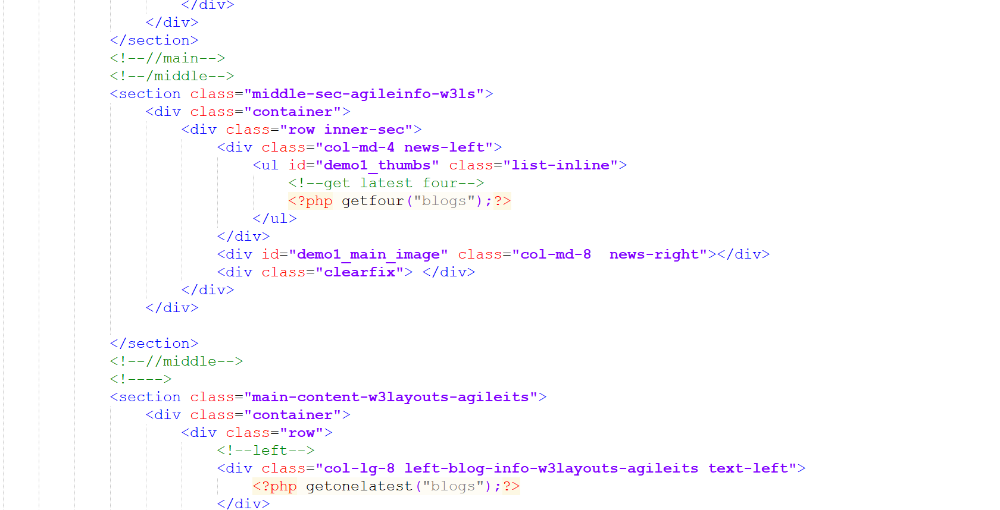 </div>
</div>
</section>
<!--//main-->
<!--/middle-->
<section class="middle-sec-agileinfo-w3ls">
<div class="container">
<div class="row inner-sec">
<div class="col-md-4 news-left">
<ul id="demo1_thumbs" class="list-inline">
<!--get latest four-->
<?php getfour("blogs");?>
</ul>
</div>
<div id="demo1_main_image" class="col-md-8  news-right"></div>
<div class="clearfix"> </div>
</div>
</div>
</section>
<!--//middle-->
<!---->
<section class="main-content-w3layouts-agileits">
<div class="container">
<div class="row">
<!--left-->
<div class="col-lg-8 left-blog-info-w3layouts-agileits text-left">
<?php getonelatest("blogs");?>
</div>